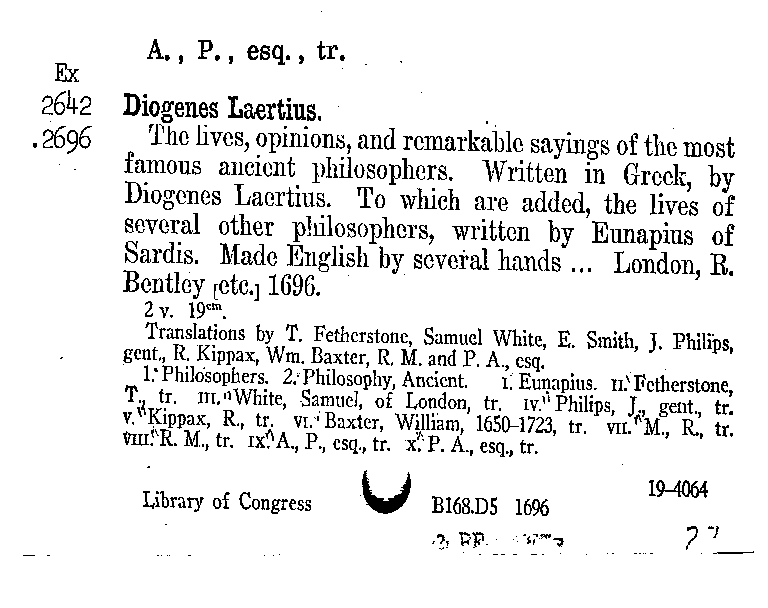 A., P., esq., tr.
Ex
2642
.2696
Diogenes Laertius.
The lives, opinions, and remarkable sayings of the most
famous ancient philosophers. Written in Greek, by
Diogenes Laertius. To which are added, the lives of
several other philosophers, written by Eunapius of
Sardis. Made English by several hands ... London, R.
Bentley [etc.] 1696.
2 v. 19cm.
Translations by T. Fetherstone, Samuel White, E. Smith, J. Philips,
gent., R. Kippax, Wm. Baxter, R. M. and P. A., esq.
1. Philosophers. 2. Philosophy, Ancient. I. Eunapius. II. Fetherstone,
T., tr. III. White, Samuel, of London, tr. IV. Philips, J., gent., tr.
V. Kippax, R., tr. VI. Baxter, William, 1650-1723, tr. VII. M., R., tr.
VIII. R. M., tr. IX. A., P., esq., tr. X. P. A., esq., tr.
19-4064
Library of Congress B168.D5 1696